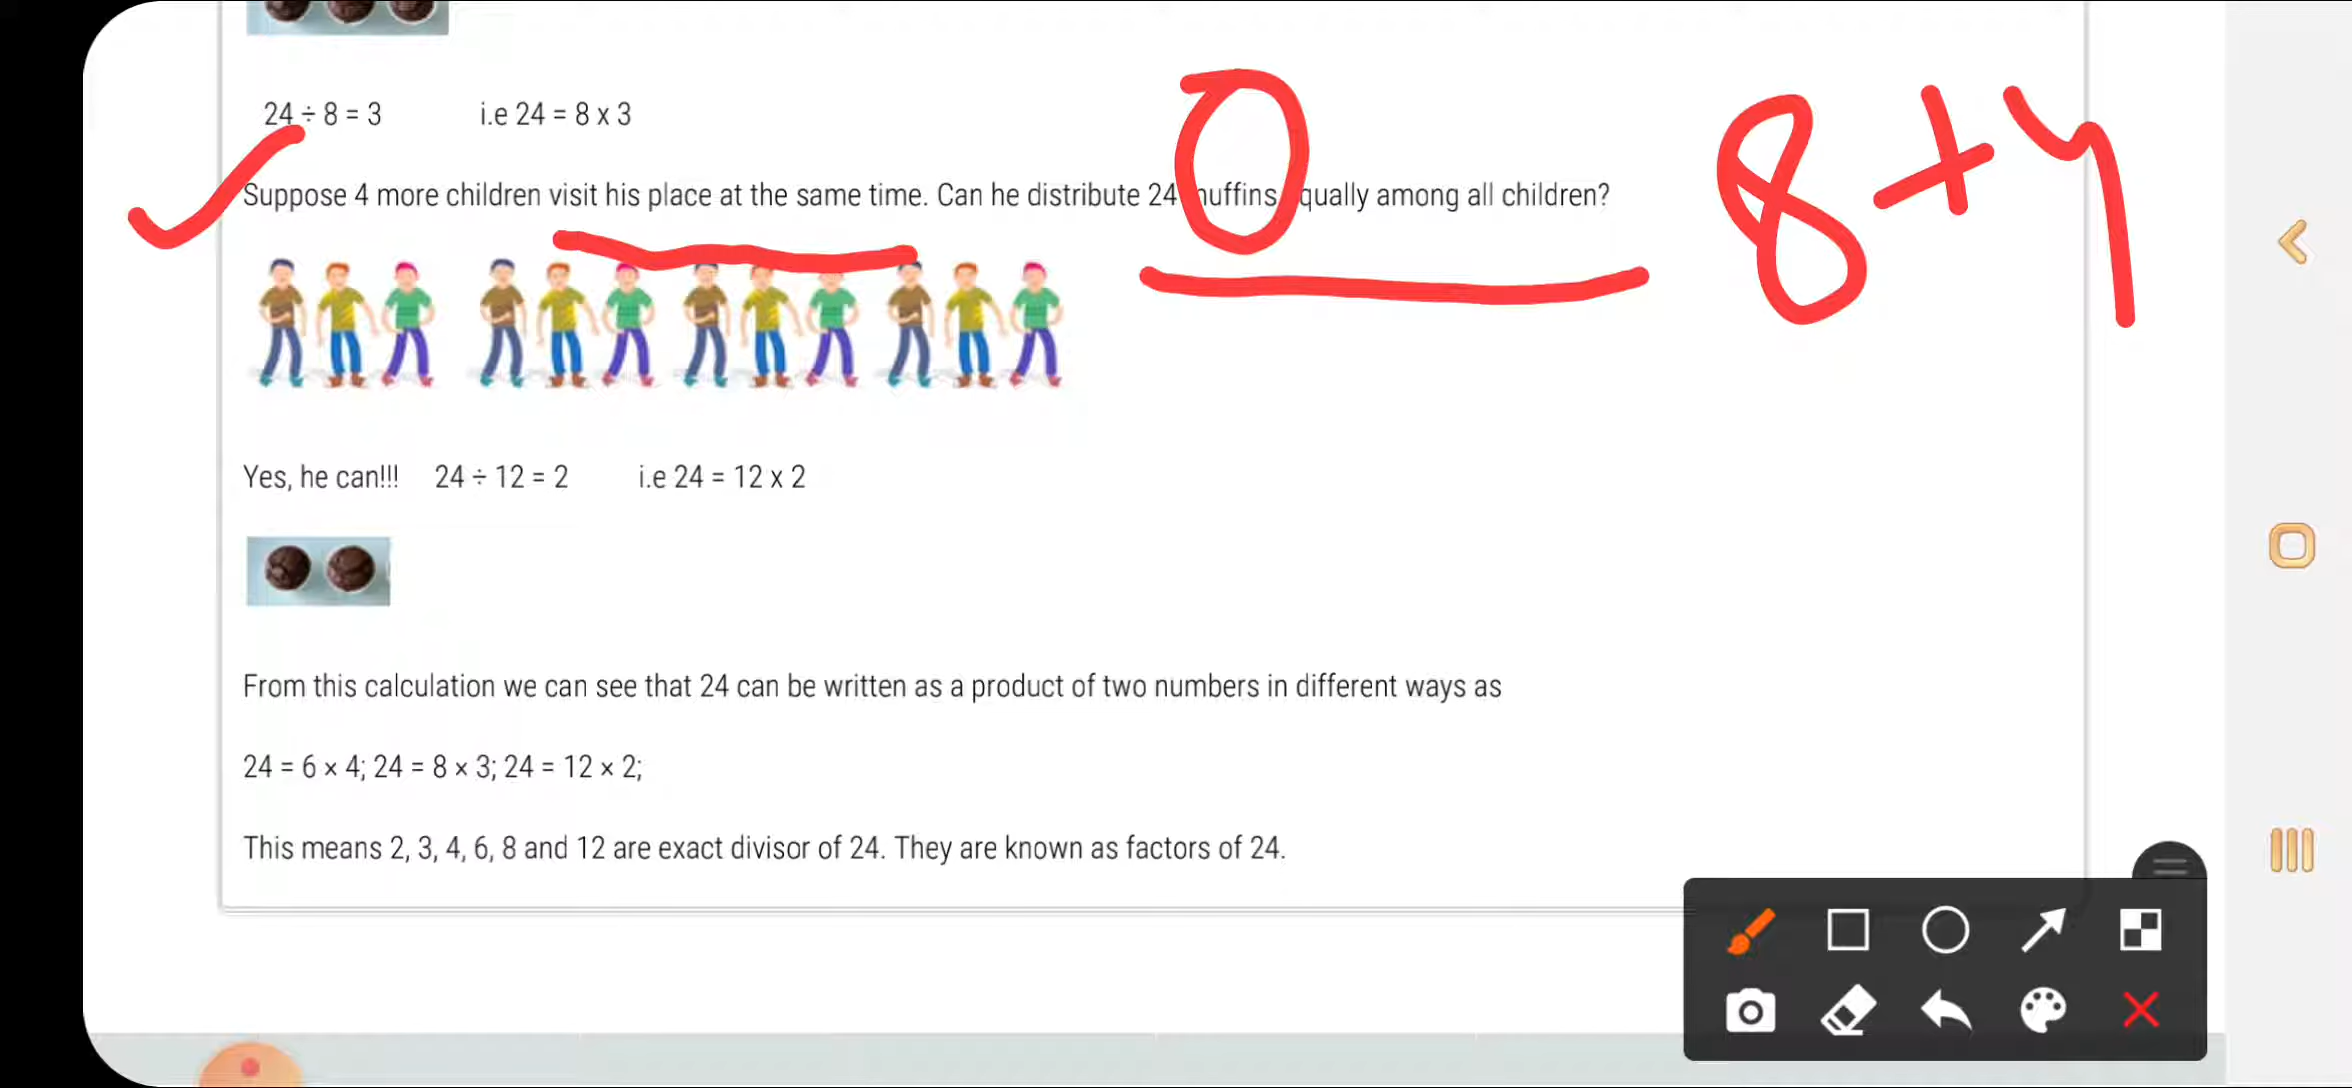 24 ÷ 8 = 3 i.e 24 = 8 x 3
8+4
Suppose 4 more children visit his place at the same time. Can he distribute 24 muffins equally among all children?
Yes, he can!!! 24 ÷ 12 = 2 i.e 24 = 12 x 2
From this calculation we can see that 24 can be written as a product of two numbers in different ways as
24 = 6 × 4; 24 = 8 × 3; 24 = 12 × 2;
This means 2, 3, 4, 6, 8 and 12 are exact divisor of 24. They are known as factors of 24.